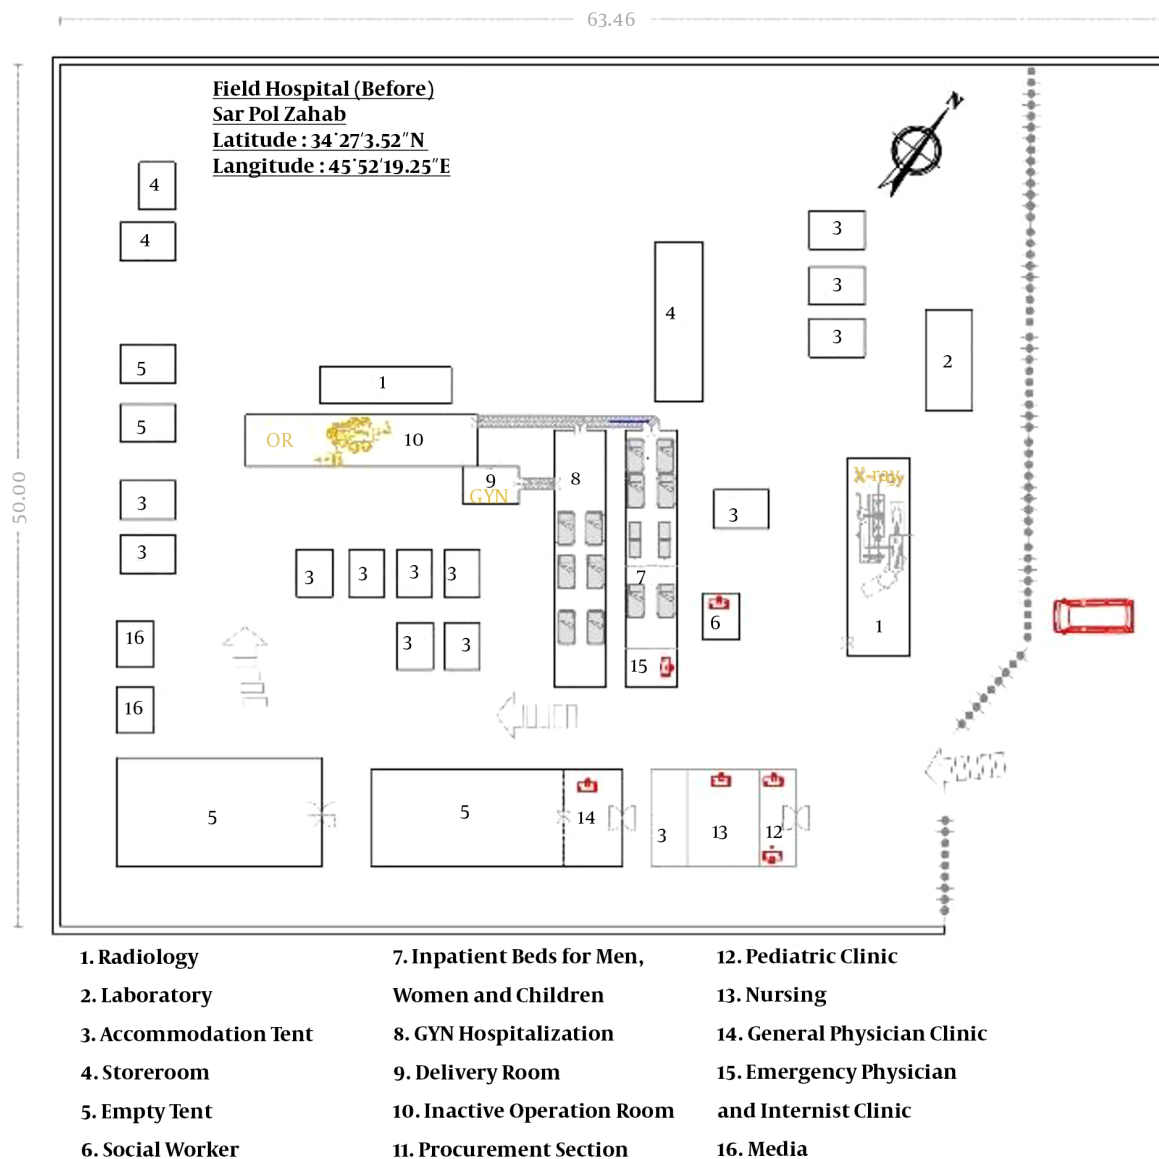 63.46
Field Hospital (Before)
Sar Pol Zahab
Latitude : 34˚27′3.52″N
Langitude : 45˚52′19.25″E
N
4
4
3
3
3
4
2
5
1
5
OR
10
X-ray
9
GYN
8
3
3
50.00
3
3
3
3
3
7
6
1
16
3
3
15
16
5
5
14
3
13
12
1. Radiology
2. Laboratory
3. Accommodation Tent
4. Storeroom
5. Empty Tent
6. Social Worker
7. Inpatient Beds for Men,
Women and Children
8. GYN Hospitalization
9. Delivery Room
10. Inactive Operation Room
11. Procurement Section
12. Pediatric Clinic
13. Nursing
14. General Physician Clinic
15. Emergency Physician
and Internist Clinic
16. Media